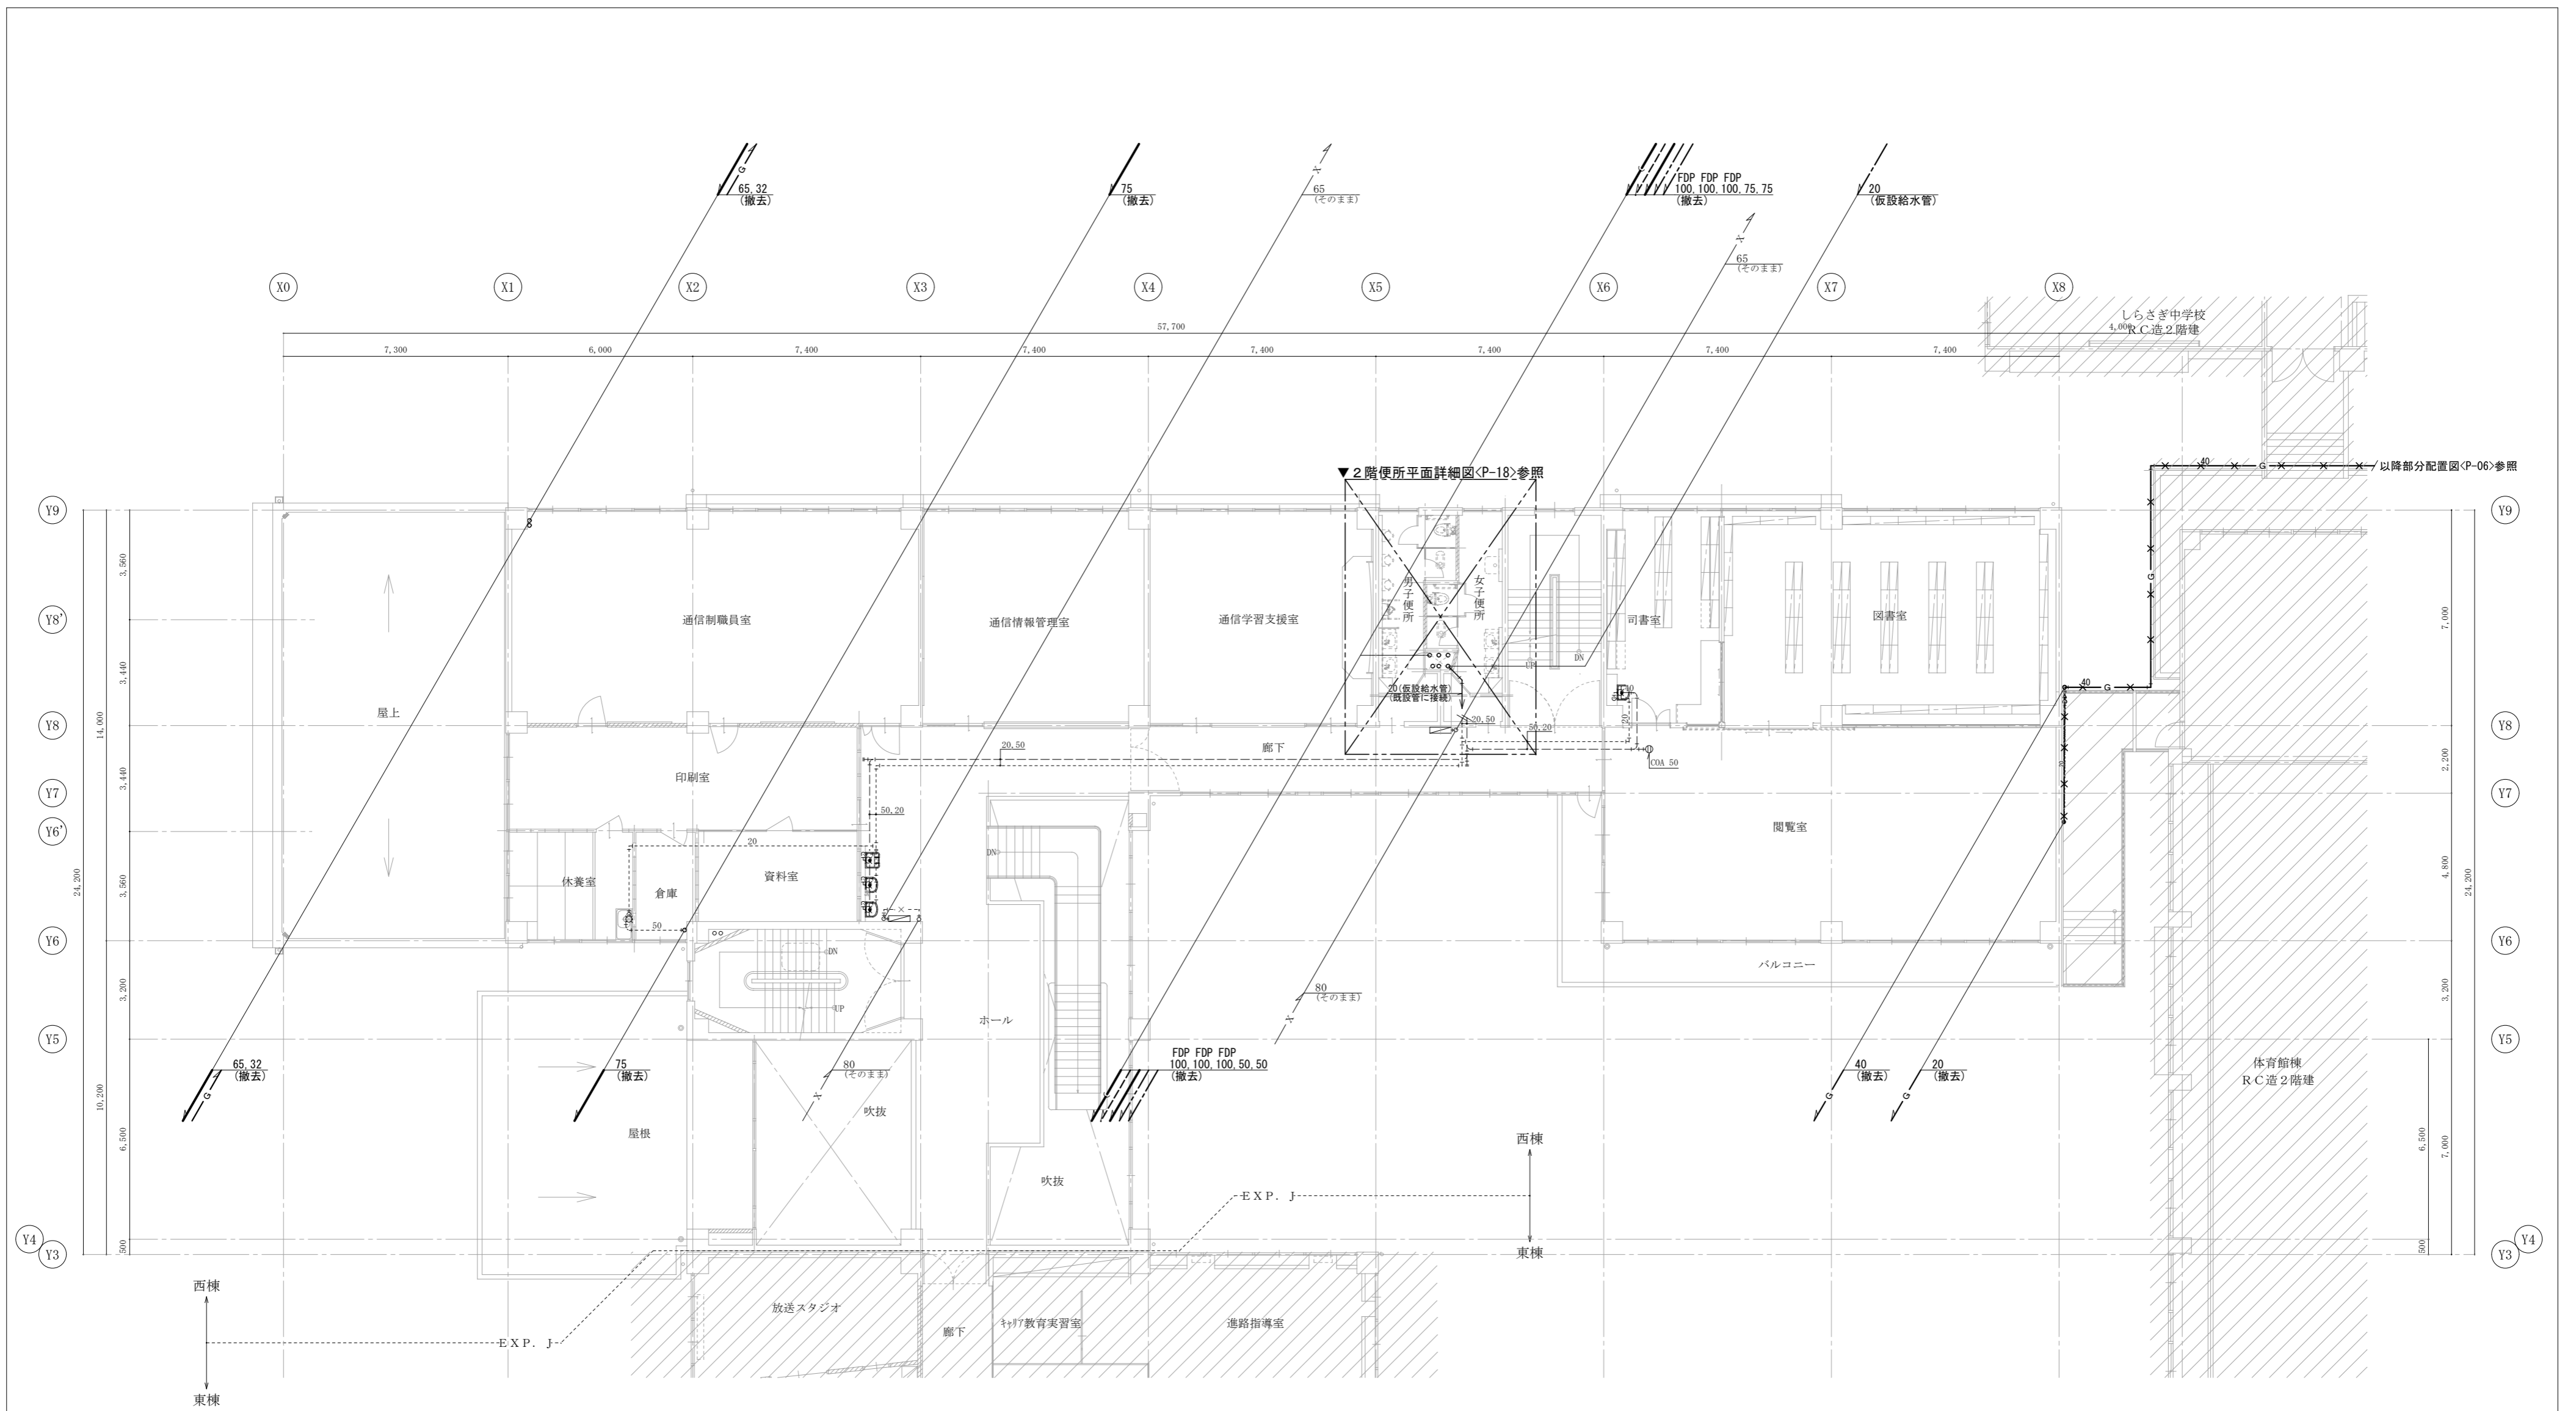 65,32
(撤去)
75
(撤去)
65
(そのまま)
FDP FDP FDP
100,100,100,75,75
(撤去)
20
(仮設給水管)
65
(そのまま)
X0
X1
X2
X3
X4
X5
X6
X7
X8
しらさぎ中学校
RC造2階建
57,700
4,000
7,300
6,000
7,400
7,400
7,400
7,400
7,400
7,400
▼2階便所平面詳細図<P-18>参照
40
G
以降部分配置図<P-06>参照
Y9
Y9
3,560
G
Y8'
通信制職員室
通信情報管理室
通信学習支援室
男子便所
女子便所
司書室
図書室
7,000
3,440
UP
DN
20(仮設給水管)
(既設管に接続)
40
20
40
G
屋上
Y8
Y8
14,000
20,50
50,20
20,50
廊下
COA 50
印刷室
3,440
2,200
Y7
Y7
50,20
Y6'
閲覧室
20
DN
資料室
休養室
倉庫
3,560
24,200
4,800
24,200
50
Y6
Y6
DN
バルコニー
3,200
3,200
UP
80
(そのまま)
ホール
Y5
Y5
65,32
(撤去)
75
(撤去)
80
(そのまま)
FDP FDP FDP
100,100,100,50,50
(撤去)
40
(撤去)
20
(撤去)
体育館棟
RC造2階建
10,200
吹抜
屋根
6,500
西棟
6,500
7,000
吹抜
EXP. J
Y4
Y3
500
500
Y4
Y3
東棟
西棟
放送スタジオ
廊下
キャリア教育実習室
進路指導室
EXP. J
東棟